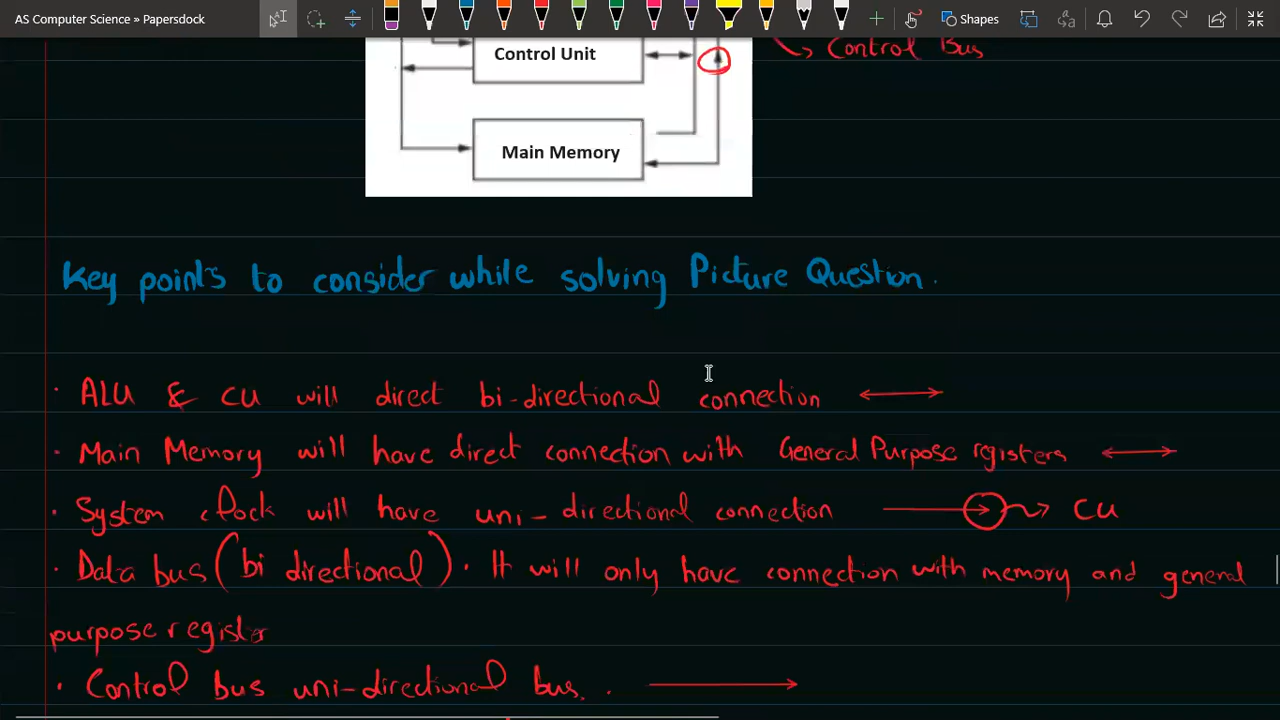 AS Computer Science » Papersdock
Shapes
Control Unit
Control Bus
Main Memory
Key points to consider while solving Picture Question.
· ALU & CU will direct bi-directional connection
· Main Memory will have direct connection with General Purpose registers
· System clock will have uni-directional connection CU
· Data bus (bi directional). It will only have connection with memory and general
purpose register
· Control bus uni-directional bus.